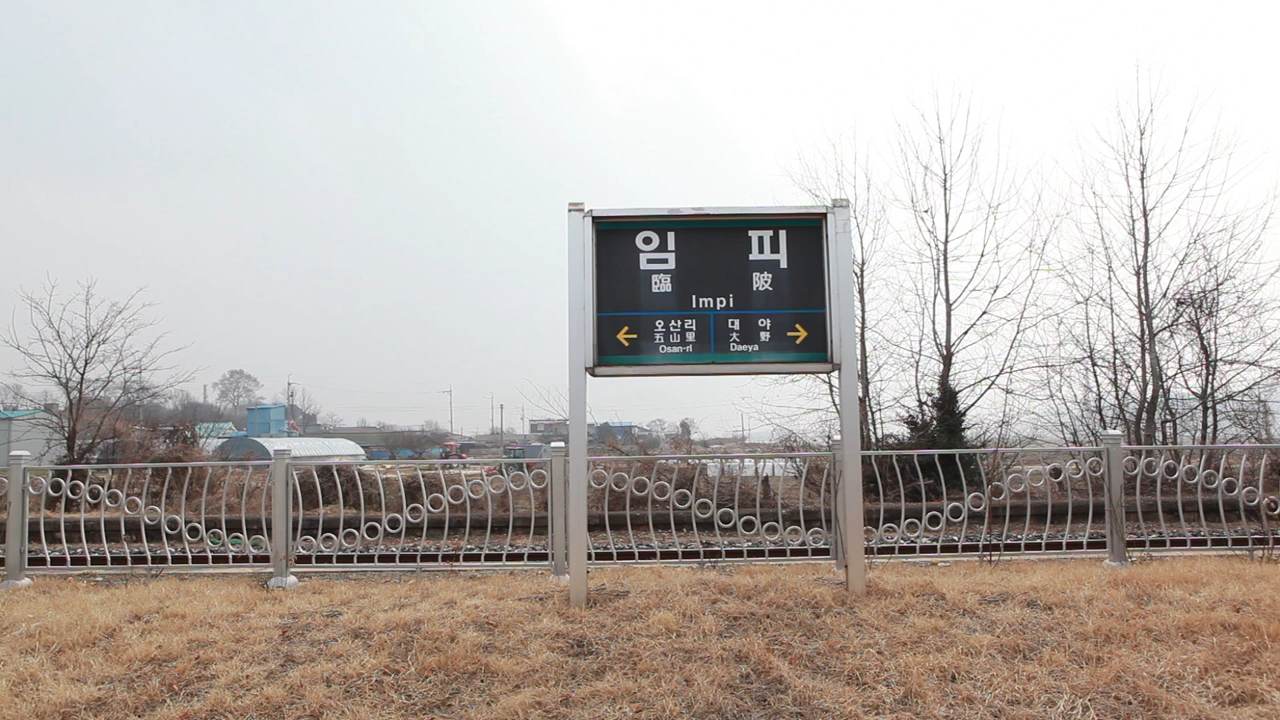 임 피
臨 陂
Impi
← 오산리 대 야 →
五山里 大 野
Osan-ri Daeya